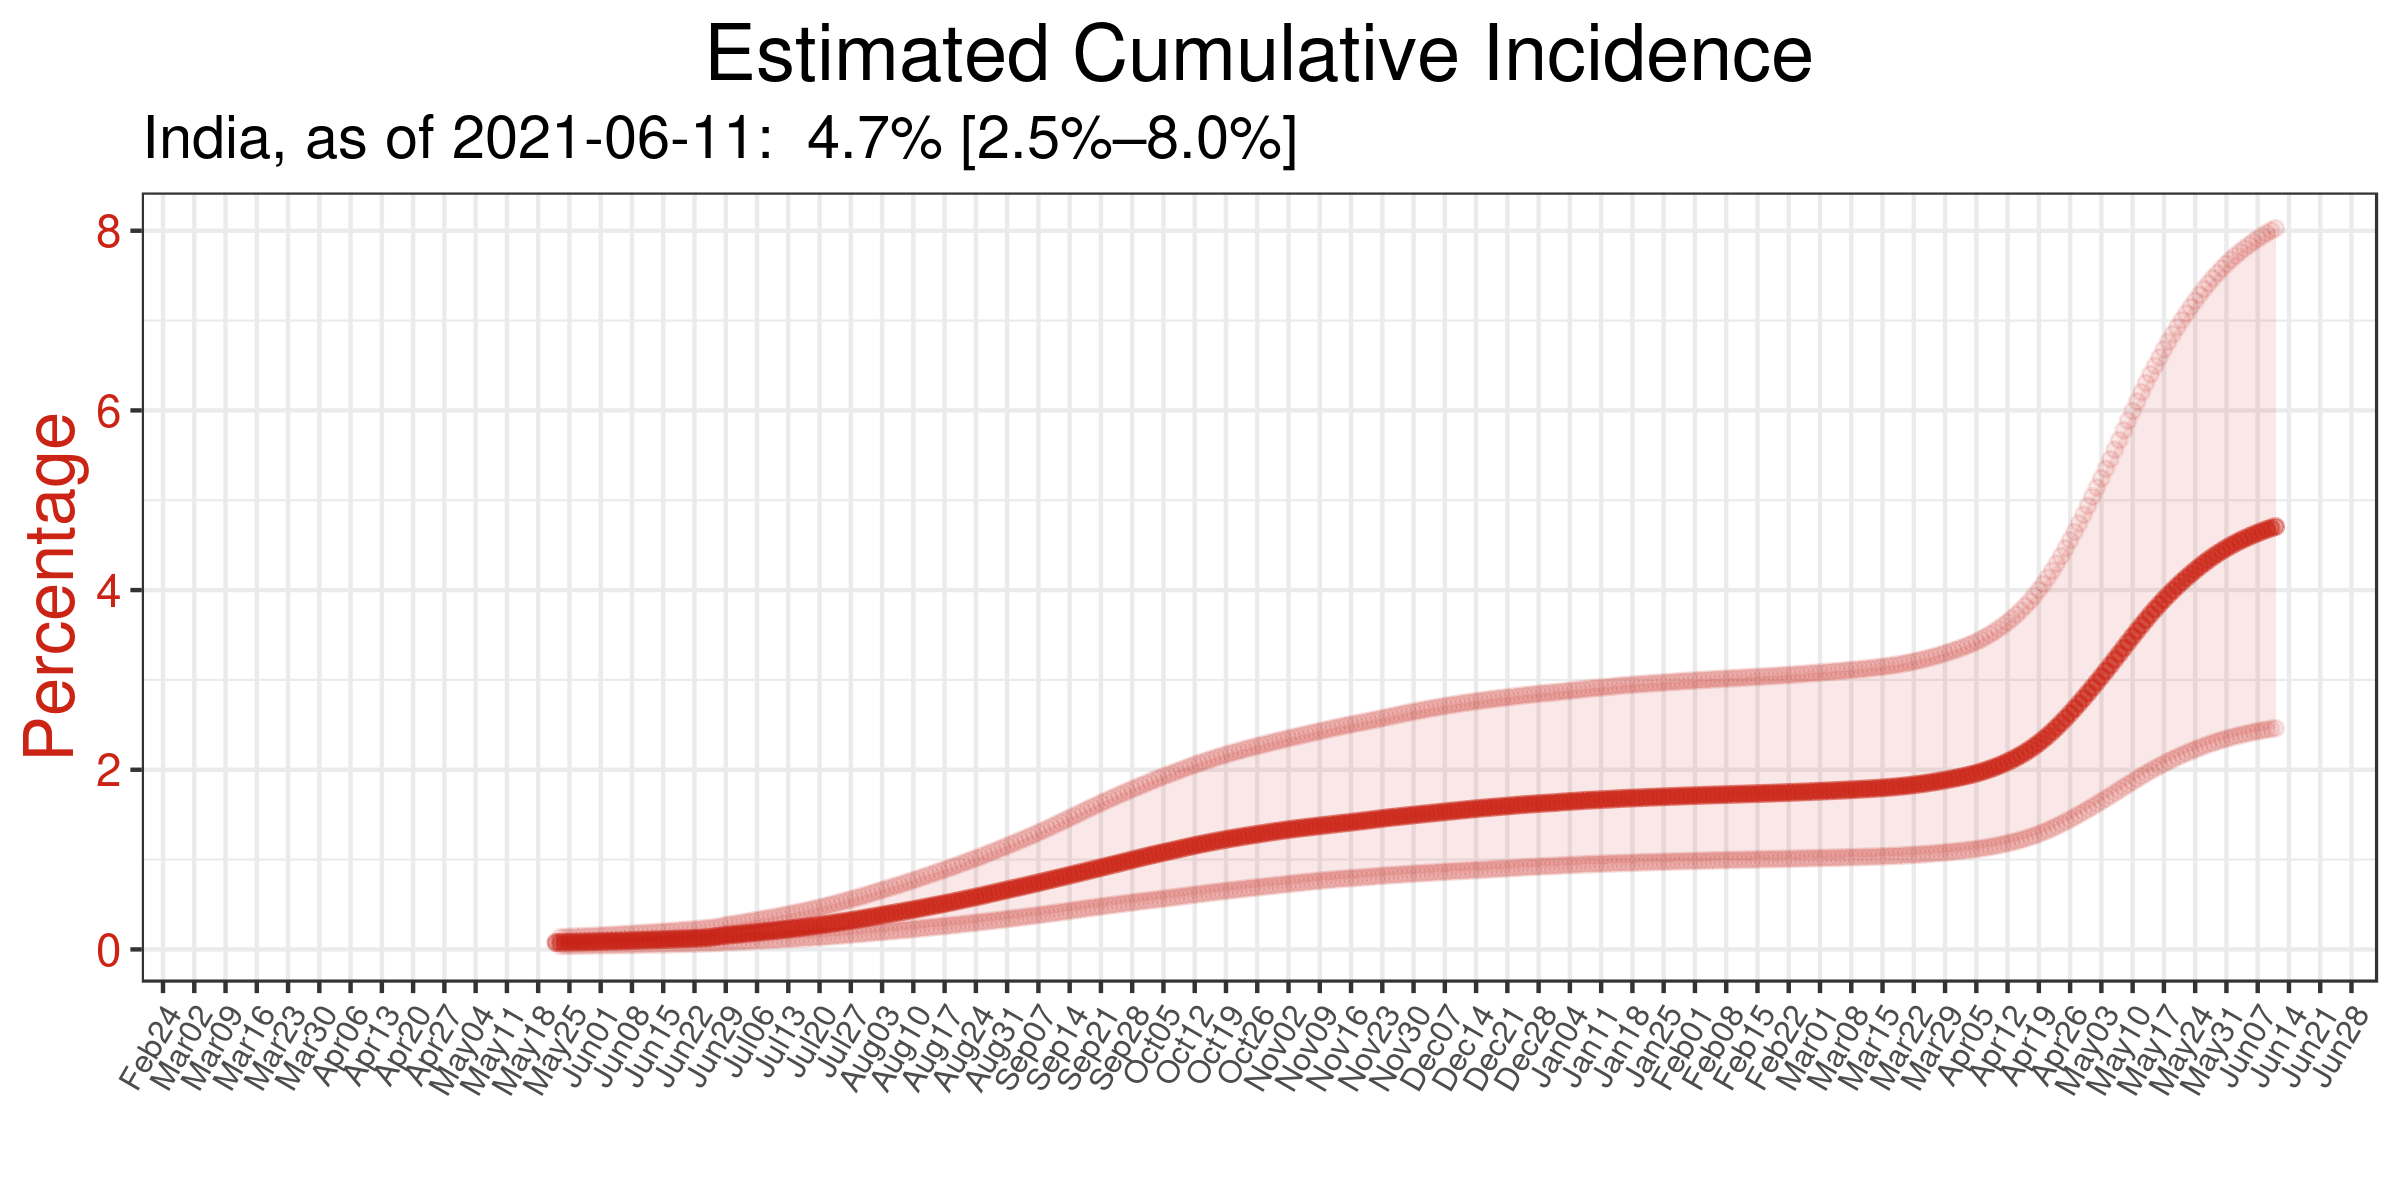 Estimated Cumulative Incidence
India, as of 2021-06-11:  4.7% [2.5%–8.0%]
Percentage
8
6
4
2
0
Feb24
Mar02
Mar09
Mar16
Mar23
Mar30
Apr06
Apr13
Apr20
Apr27
May04
May11
May18
May25
Jun01
Jun08
Jun15
Jun22
Jun29
Jul06
Jul13
Jul20
Jul27
Aug03
Aug10
Aug17
Aug24
Aug31
Sep07
Sep14
Sep21
Sep28
Oct05
Oct12
Oct19
Oct26
Nov02
Nov09
Nov16
Nov23
Nov30
Dec07
Dec14
Dec21
Dec28
Jan04
Jan11
Jan18
Jan25
Feb01
Feb08
Feb15
Feb22
Mar01
Mar08
Mar15
Mar22
Mar29
Apr05
Apr12
Apr19
Apr26
May03
May10
May17
May24
May31
Jun07
Jun14
Jun21
Jun28